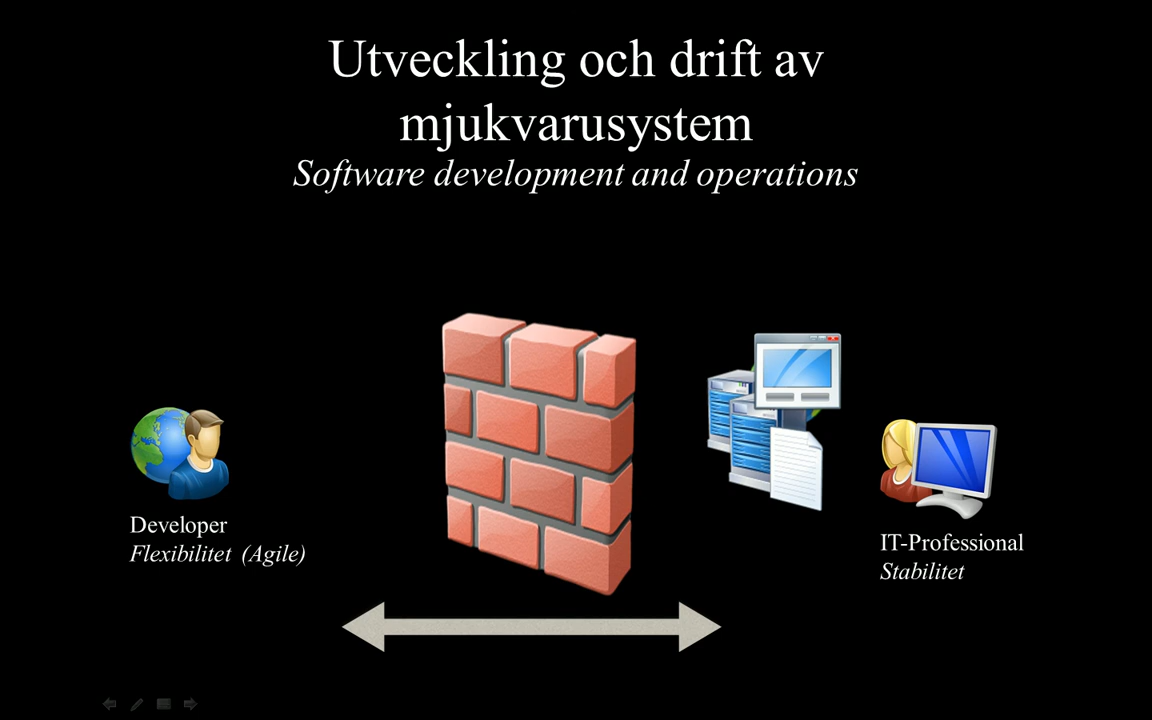 Utveckling och drift av
mjukvarusystem
Software development and operations
Developer
Flexibilitet (Agile)
IT-Professional
Stabilitet